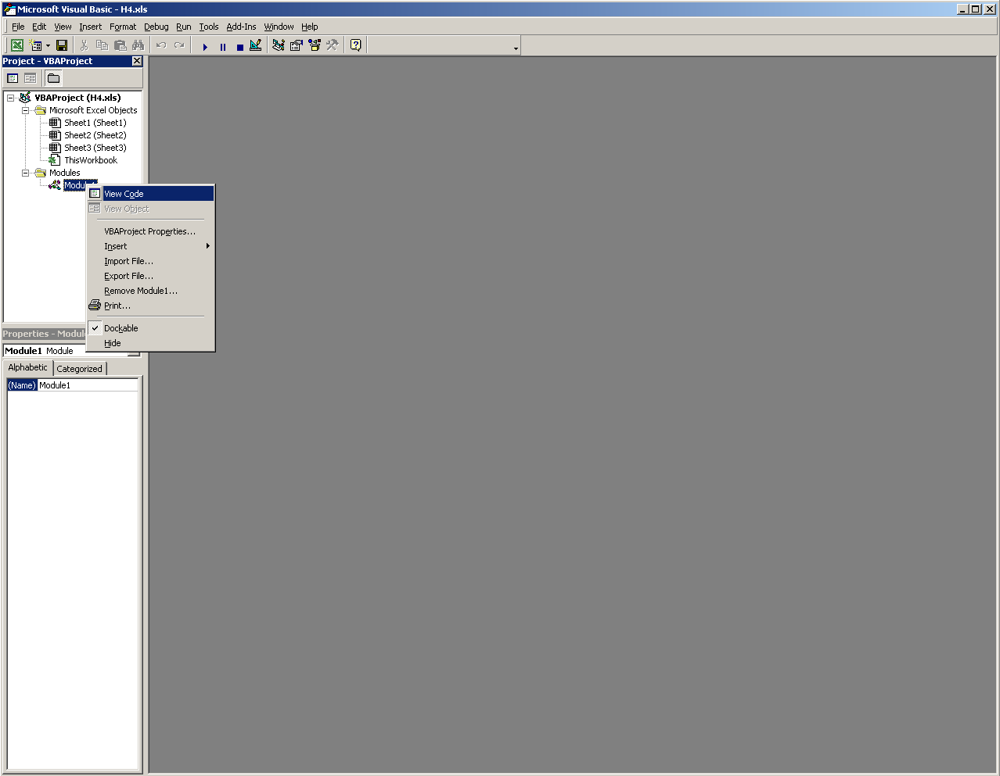 Microsoft Visual Basic - H4.xls
File Edit View Insert Format Debug Run Tools Add-Ins Window Help
Project - VBAProject
VBAProject (H4.xls)
Microsoft Excel Objects
Sheet1 (Sheet1)
Sheet2 (Sheet2)
Sheet3 (Sheet3)
ThisWorkbook
Modules
View Code
View Object
VBAProject Properties...
Insert
Import File...
Export File...
Remove Module1...
Print...
Dockable
Hide
Properties -
Module1 Module
Alphabetic Categorized
(Name) Module1